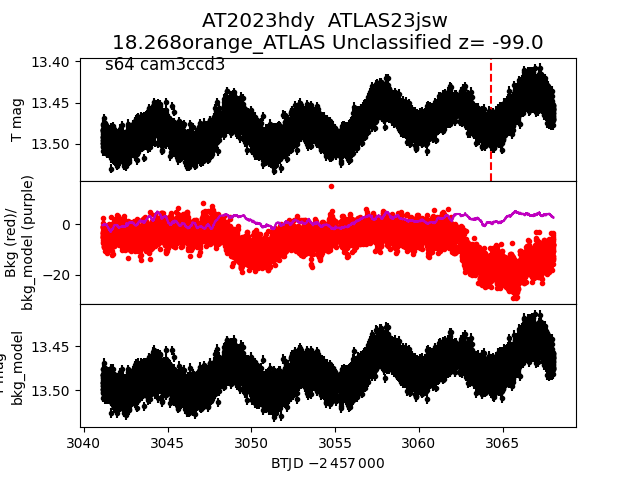 AT2023hdy  ATLAS23jsw
18.268orange_ATLAS Unclassified z= -99.0
s64 cam3ccd3
13.40
13.45
13.50
T mag
0
−20
Bkg (red)/
bkg_model (purple)
13.45
13.50
mag
bkg_model
3040
3045
3050
3055
3060
3065
BTJD −2 457 000